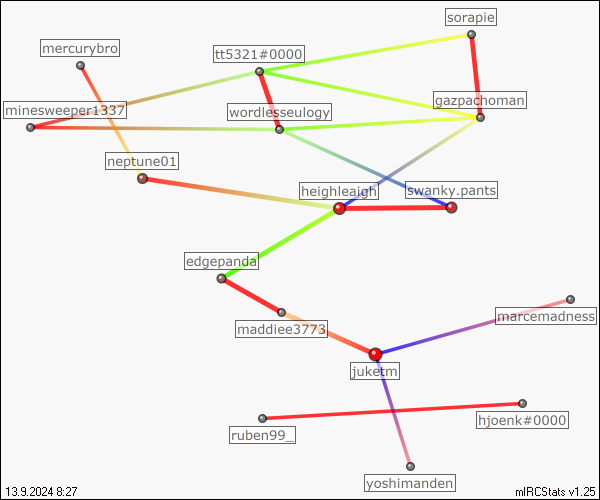 sorapie
mercurybro
tt5321#0000
gazpachoman
minesweeper1337
wordlesseulogy
neptune01
heighleaigh
swanky.pants
edgepanda
marcemadness
maddiee3773
juketm
hjoenk#0000
ruben99_
yoshimanden
13.9.2024 8:27
mIRCStats v1.25